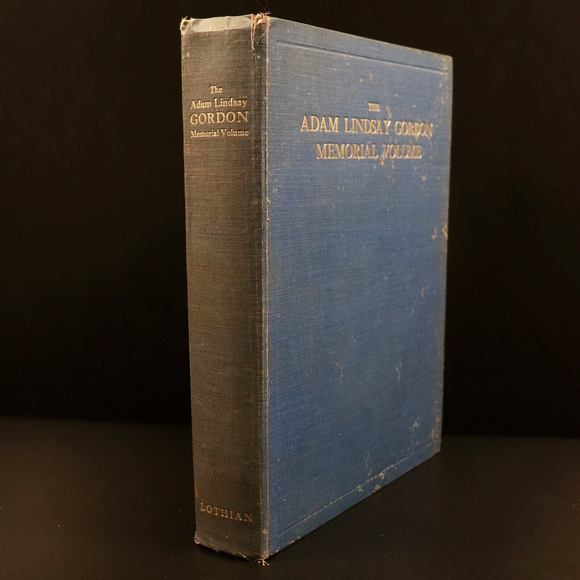 The
Adam Lindsay
GORDON
Memorial Volume
LOTHIAN
THE
ADAM LINDSAY GORDON
MEMORIAL VOLUME